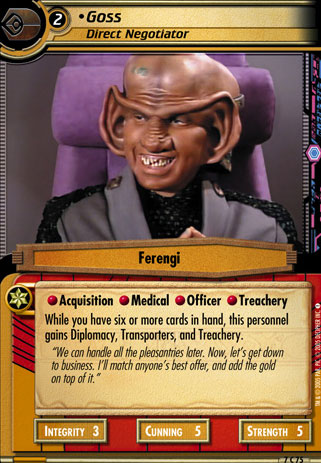 2 • Goss
Direct Negotiator
Ferengi
Acquisition Medical Officer Treachery
While you have six or more cards in hand, this personnel
gains Diplomacy, Transporters, and Treachery.
"We can handle all the pleasantries later. Now, let's get down
to business. I'll match anyone's best offer, and add the gold
on top of it."
INTEGRITY 3 CUNNING 5 STRENGTH 5